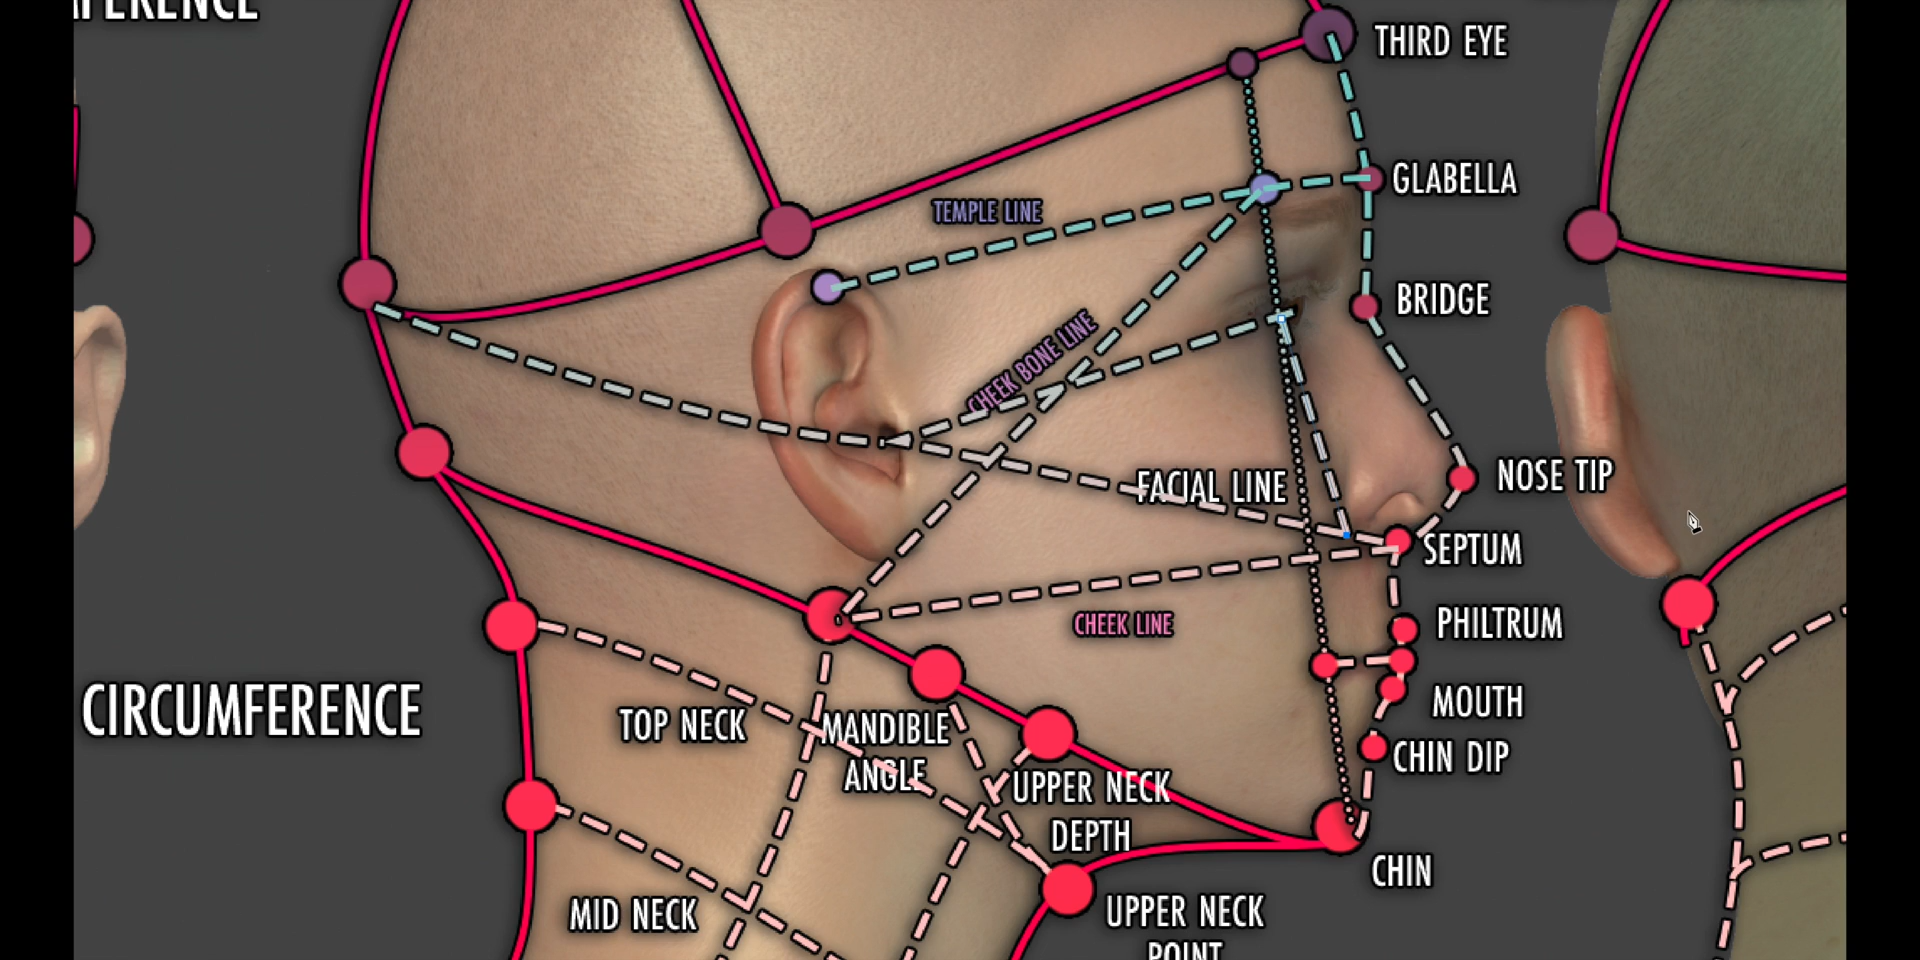 THIRD EYE
GLABELLA
TEMPLE LINE
BRIDGE
CHEEK BONE LINE
FACIAL LINE
NOSE TIP
SEPTUM
CHEEK LINE
PHILTRUM
CIRCUMFERENCE
TOP NECK
MANDIBLE
ANGLE
MOUTH
CHIN DIP
UPPER NECK
DEPTH
CHIN
MID NECK
UPPER NECK
POINT